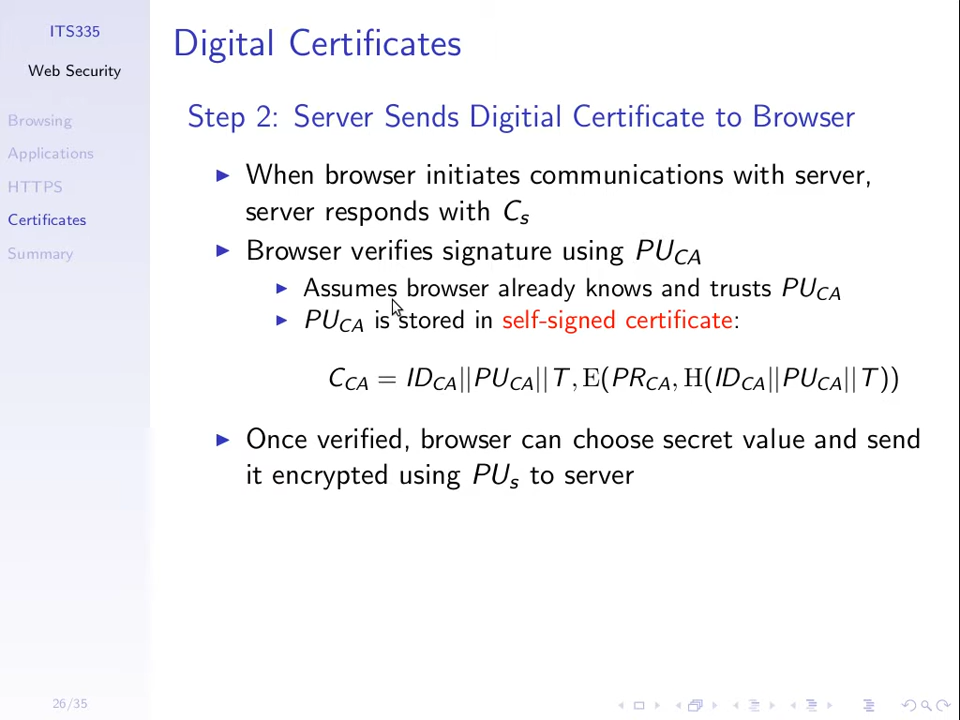 ITS335
Web Security
Browsing
Applications
HTTPS
Certificates
Summary
26/35
Digital Certificates
Step 2: Server Sends Digitial Certificate to Browser
▶ When browser initiates communications with server,
server responds with Cₛ
▶ Browser verifies signature using PU_CA
▶ Assumes browser already knows and trusts PU_CA
▶ PU_CA is stored in self-signed certificate:
C_CA = ID_CA||PU_CA||T, E(PR_CA, H(ID_CA||PU_CA||T))
▶ Once verified, browser can choose secret value and send
it encrypted using PUₛ to server